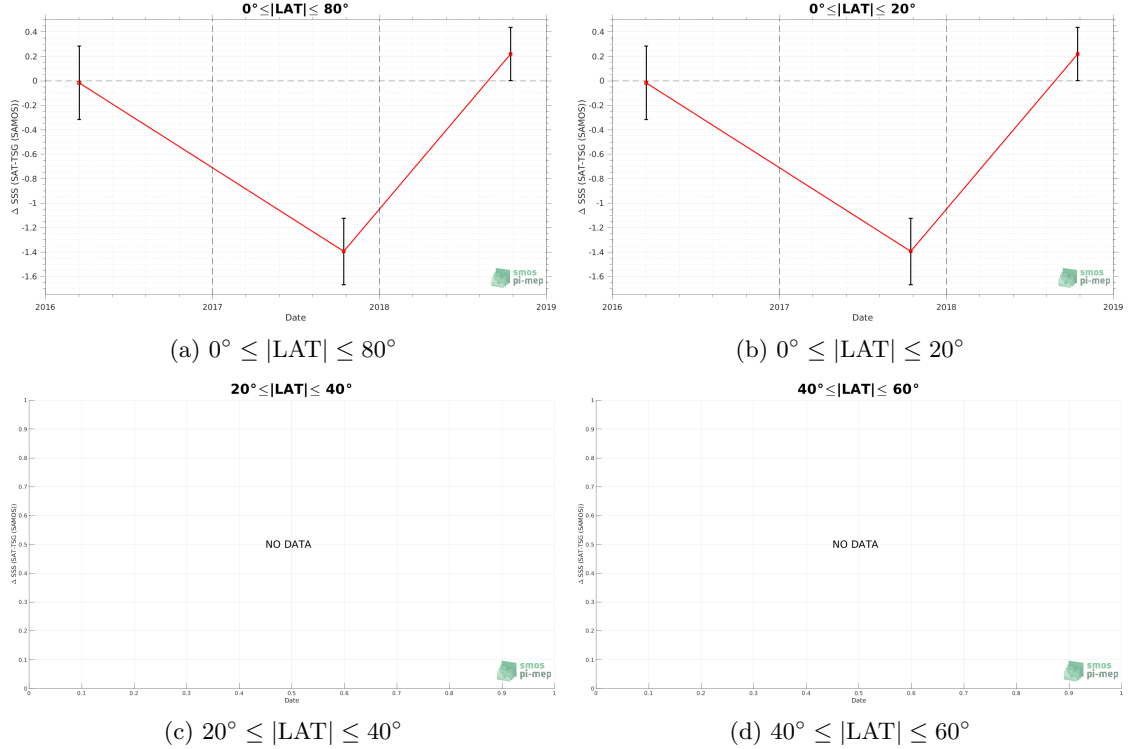 0°≤|LAT|≤ 80°
0.4
0.2
0
-0.2
-0.4
-0.6
-0.8
-1
-1.2
-1.4
-1.6
Δ SSS (SAT-TSG (SAMOS))
2016
2017
2018
2019
Date
smos
pi-mep
(a) 0° ≤ |LAT| ≤ 80°
0°≤|LAT|≤ 20°
0.4
0.2
0
-0.2
-0.4
-0.6
-0.8
-1
-1.2
-1.4
-1.6
Δ SSS (SAT-TSG (SAMOS))
2016
2017
2018
2019
Date
smos
pi-mep
(b) 0° ≤ |LAT| ≤ 20°
20°≤|LAT|≤ 40°
1
0.9
0.8
0.7
0.6
0.5
0.4
0.3
0.2
0.1
0
Δ SSS (SAT-TSG (SAMOS))
NO DATA
0
0.1
0.2
0.3
0.4
0.5
0.6
0.7
0.8
0.9
1
Date
smos
pi-mep
(c) 20° ≤ |LAT| ≤ 40°
40°≤|LAT|≤ 60°
1
0.9
0.8
0.7
0.6
0.5
0.4
0.3
0.2
0.1
0
Δ SSS (SAT-TSG (SAMOS))
NO DATA
0
0.1
0.2
0.3
0.4
0.5
0.6
0.7
0.8
0.9
1
Date
smos
pi-mep
(d) 40° ≤ |LAT| ≤ 60°